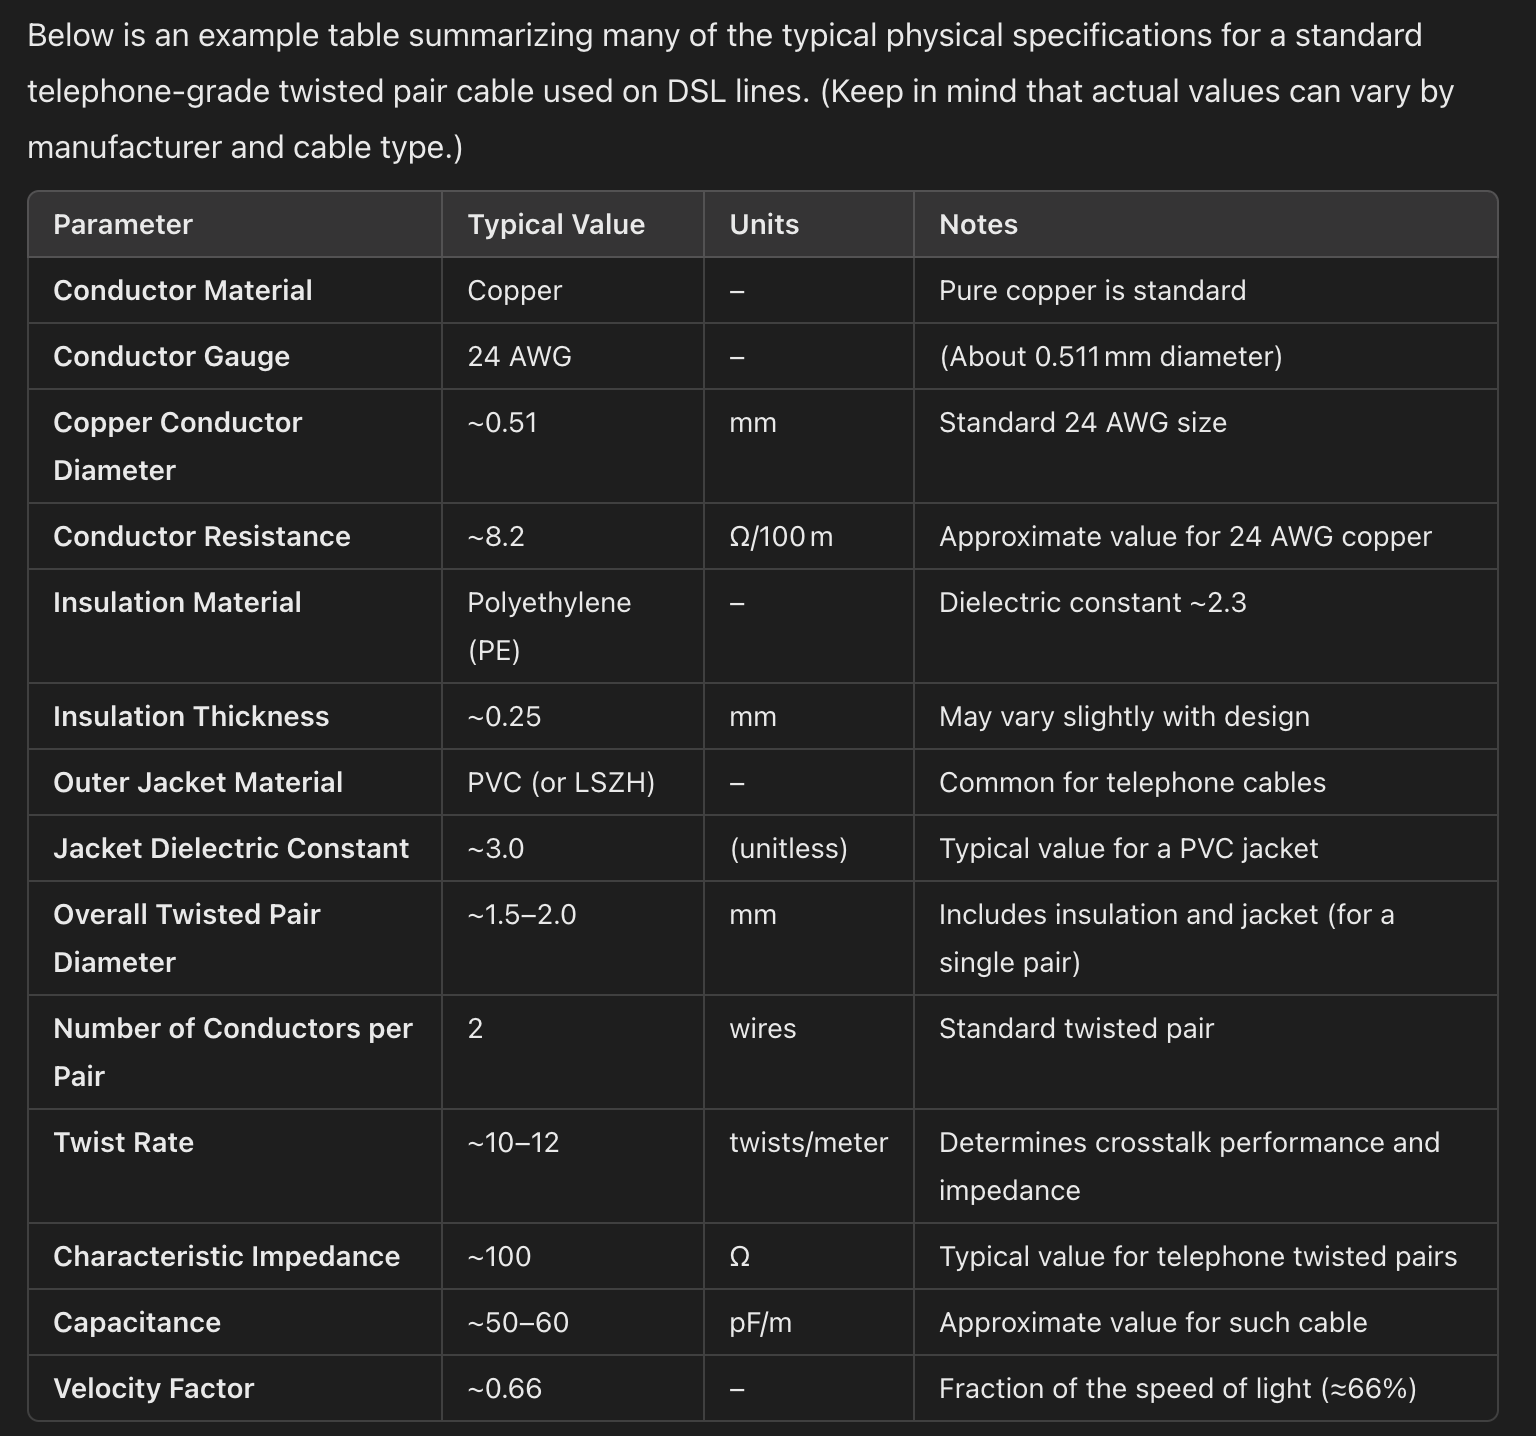 Below is an example table summarizing many of the typical physical specifications for a standard
telephone-grade twisted pair cable used on DSL lines. (Keep in mind that actual values can vary by
manufacturer and cable type.)
Parameter Typical Value Units Notes
Conductor Material Copper – Pure copper is standard
Conductor Gauge 24 AWG – (About 0.511 mm diameter)
Copper Conductor ~0.51 mm Standard 24 AWG size
Diameter
Conductor Resistance ~8.2 Ω/100 m Approximate value for 24 AWG copper
Insulation Material Polyethylene – Dielectric constant ~2.3
(PE)
Insulation Thickness ~0.25 mm May vary slightly with design
Outer Jacket Material PVC (or LSZH) – Common for telephone cables
Jacket Dielectric Constant ~3.0 (unitless) Typical value for a PVC jacket
Overall Twisted Pair ~1.5–2.0 mm Includes insulation and jacket (for a
Diameter single pair)
Number of Conductors per 2 wires Standard twisted pair
Pair
Twist Rate ~10–12 twists/meter Determines crosstalk performance and
impedance
Characteristic Impedance ~100 Ω Typical value for telephone twisted pairs
Capacitance ~50–60 pF/m Approximate value for such cable
Velocity Factor ~0.66 – Fraction of the speed of light (≈66%)